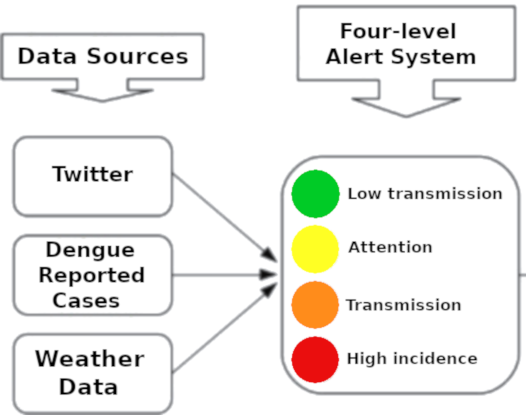 Data Sources
Four-level
Alert System
Twitter
Dengue
Reported
Cases
Weather
Data
Low transmission
Attention
Transmission
High incidence